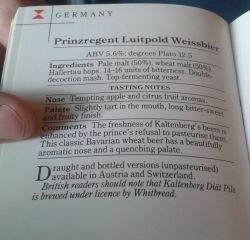 GERMANY
Prinzregent Luitpold Weissbier
ABV 5.6%; degrees Plato 12.5
Ingredients Pale malt (50%), wheat malt (50%).
Hallertau hops. 14–16 units of bitterness. Double-
decoction mash. Top-fermenting yeast.
TASTING NOTES
Nose Tempting apple and citrus fruit aromas
Palate Slightly tart in the mouth, long bitter-sweet
and fruity finish
Comments The freshness of Kaltenberg's beers is
enhanced by the prince's refusal to pasteurise them.
This classic Bavarian wheat beer has a beautifully
aromatic nose and a quenching palate.
Draught and bottled versions (unpasteurised)
available in Austria and Switzerland.
British readers should note that Kaltenberg Diät Pils
is brewed under licence by Whitbread.